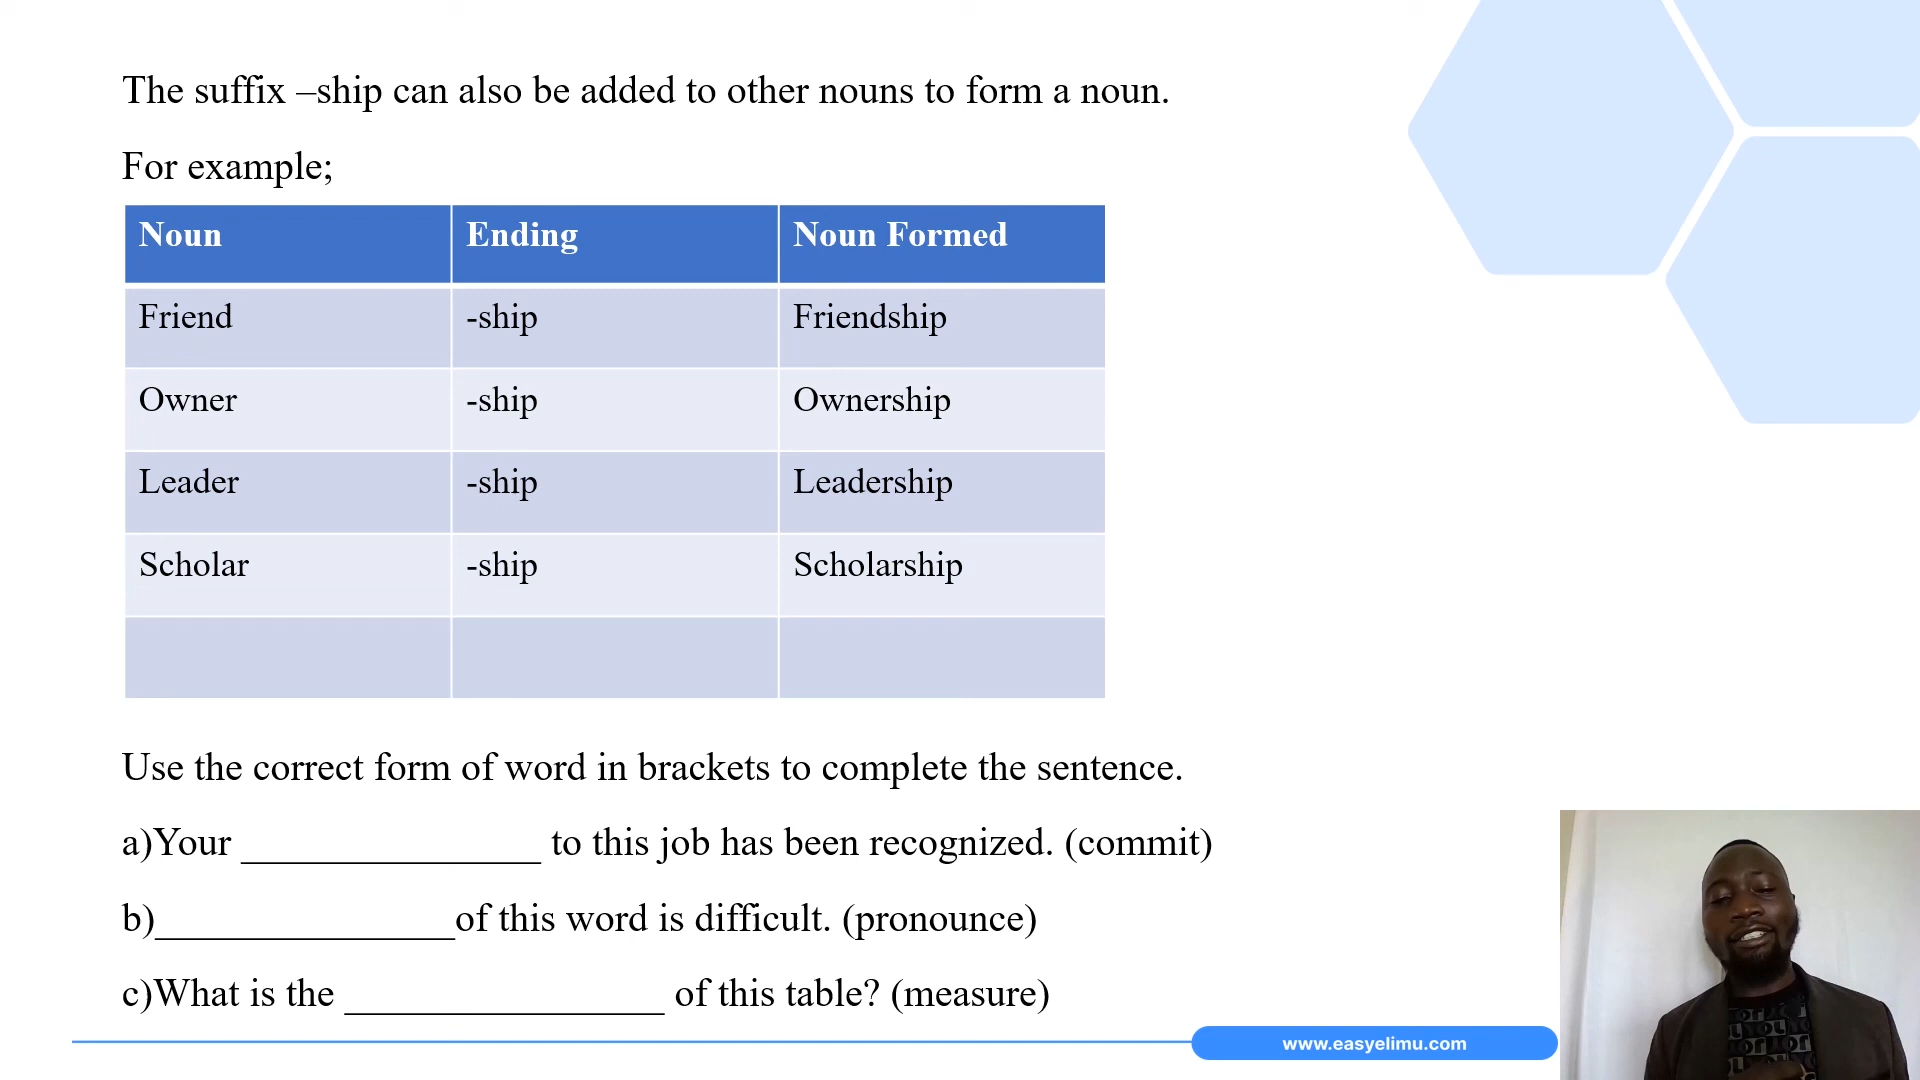 The suffix –ship can also be added to other nouns to form a noun.
For example;
Noun Ending Noun Formed
Friend -ship Friendship
Owner -ship Ownership
Leader -ship Leadership
Scholar -ship Scholarship
Use the correct form of word in brackets to complete the sentence.
a)Your _______________ to this job has been recognized. (commit)
b)_______________of this word is difficult. (pronounce)
c)What is the ________________ of this table? (measure)
www.easyelimu.com